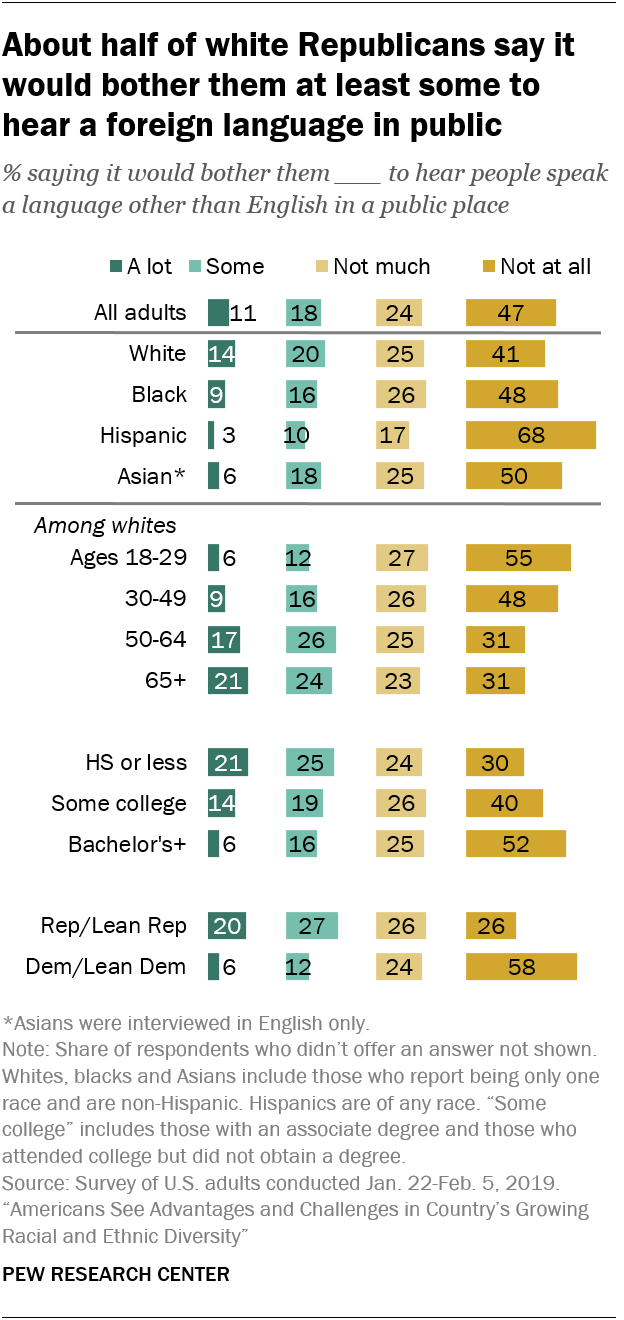 About half of white Republicans say it
would bother them at least some to
hear a foreign language in public
% saying it would bother them ___ to hear people speak
a language other than English in a public place
A lot Some Not much Not at all
All adults 11 18 24 47
White 14 20 25 41
Black 9 16 26 48
Hispanic 3 10 17 68
Asian* 6 18 25 50
Among whites
Ages 18-29 6 12 27 55
30-49 9 16 26 48
50-64 17 26 25 31
65+ 21 24 23 31
HS or less 21 25 24 30
Some college 14 19 26 40
Bachelor's+ 6 16 25 52
Rep/Lean Rep 20 27 26 26
Dem/Lean Dem 6 12 24 58
*Asians were interviewed in English only.
Note: Share of respondents who didn’t offer an answer not shown.
Whites, blacks and Asians include those who report being only one
race and are non-Hispanic. Hispanics are of any race. “Some
college” includes those with an associate degree and those who
attended college but did not obtain a degree.
Source: Survey of U.S. adults conducted Jan. 22-Feb. 5, 2019.
“Americans See Advantages and Challenges in Country’s Growing
Racial and Ethnic Diversity”
PEW RESEARCH CENTER